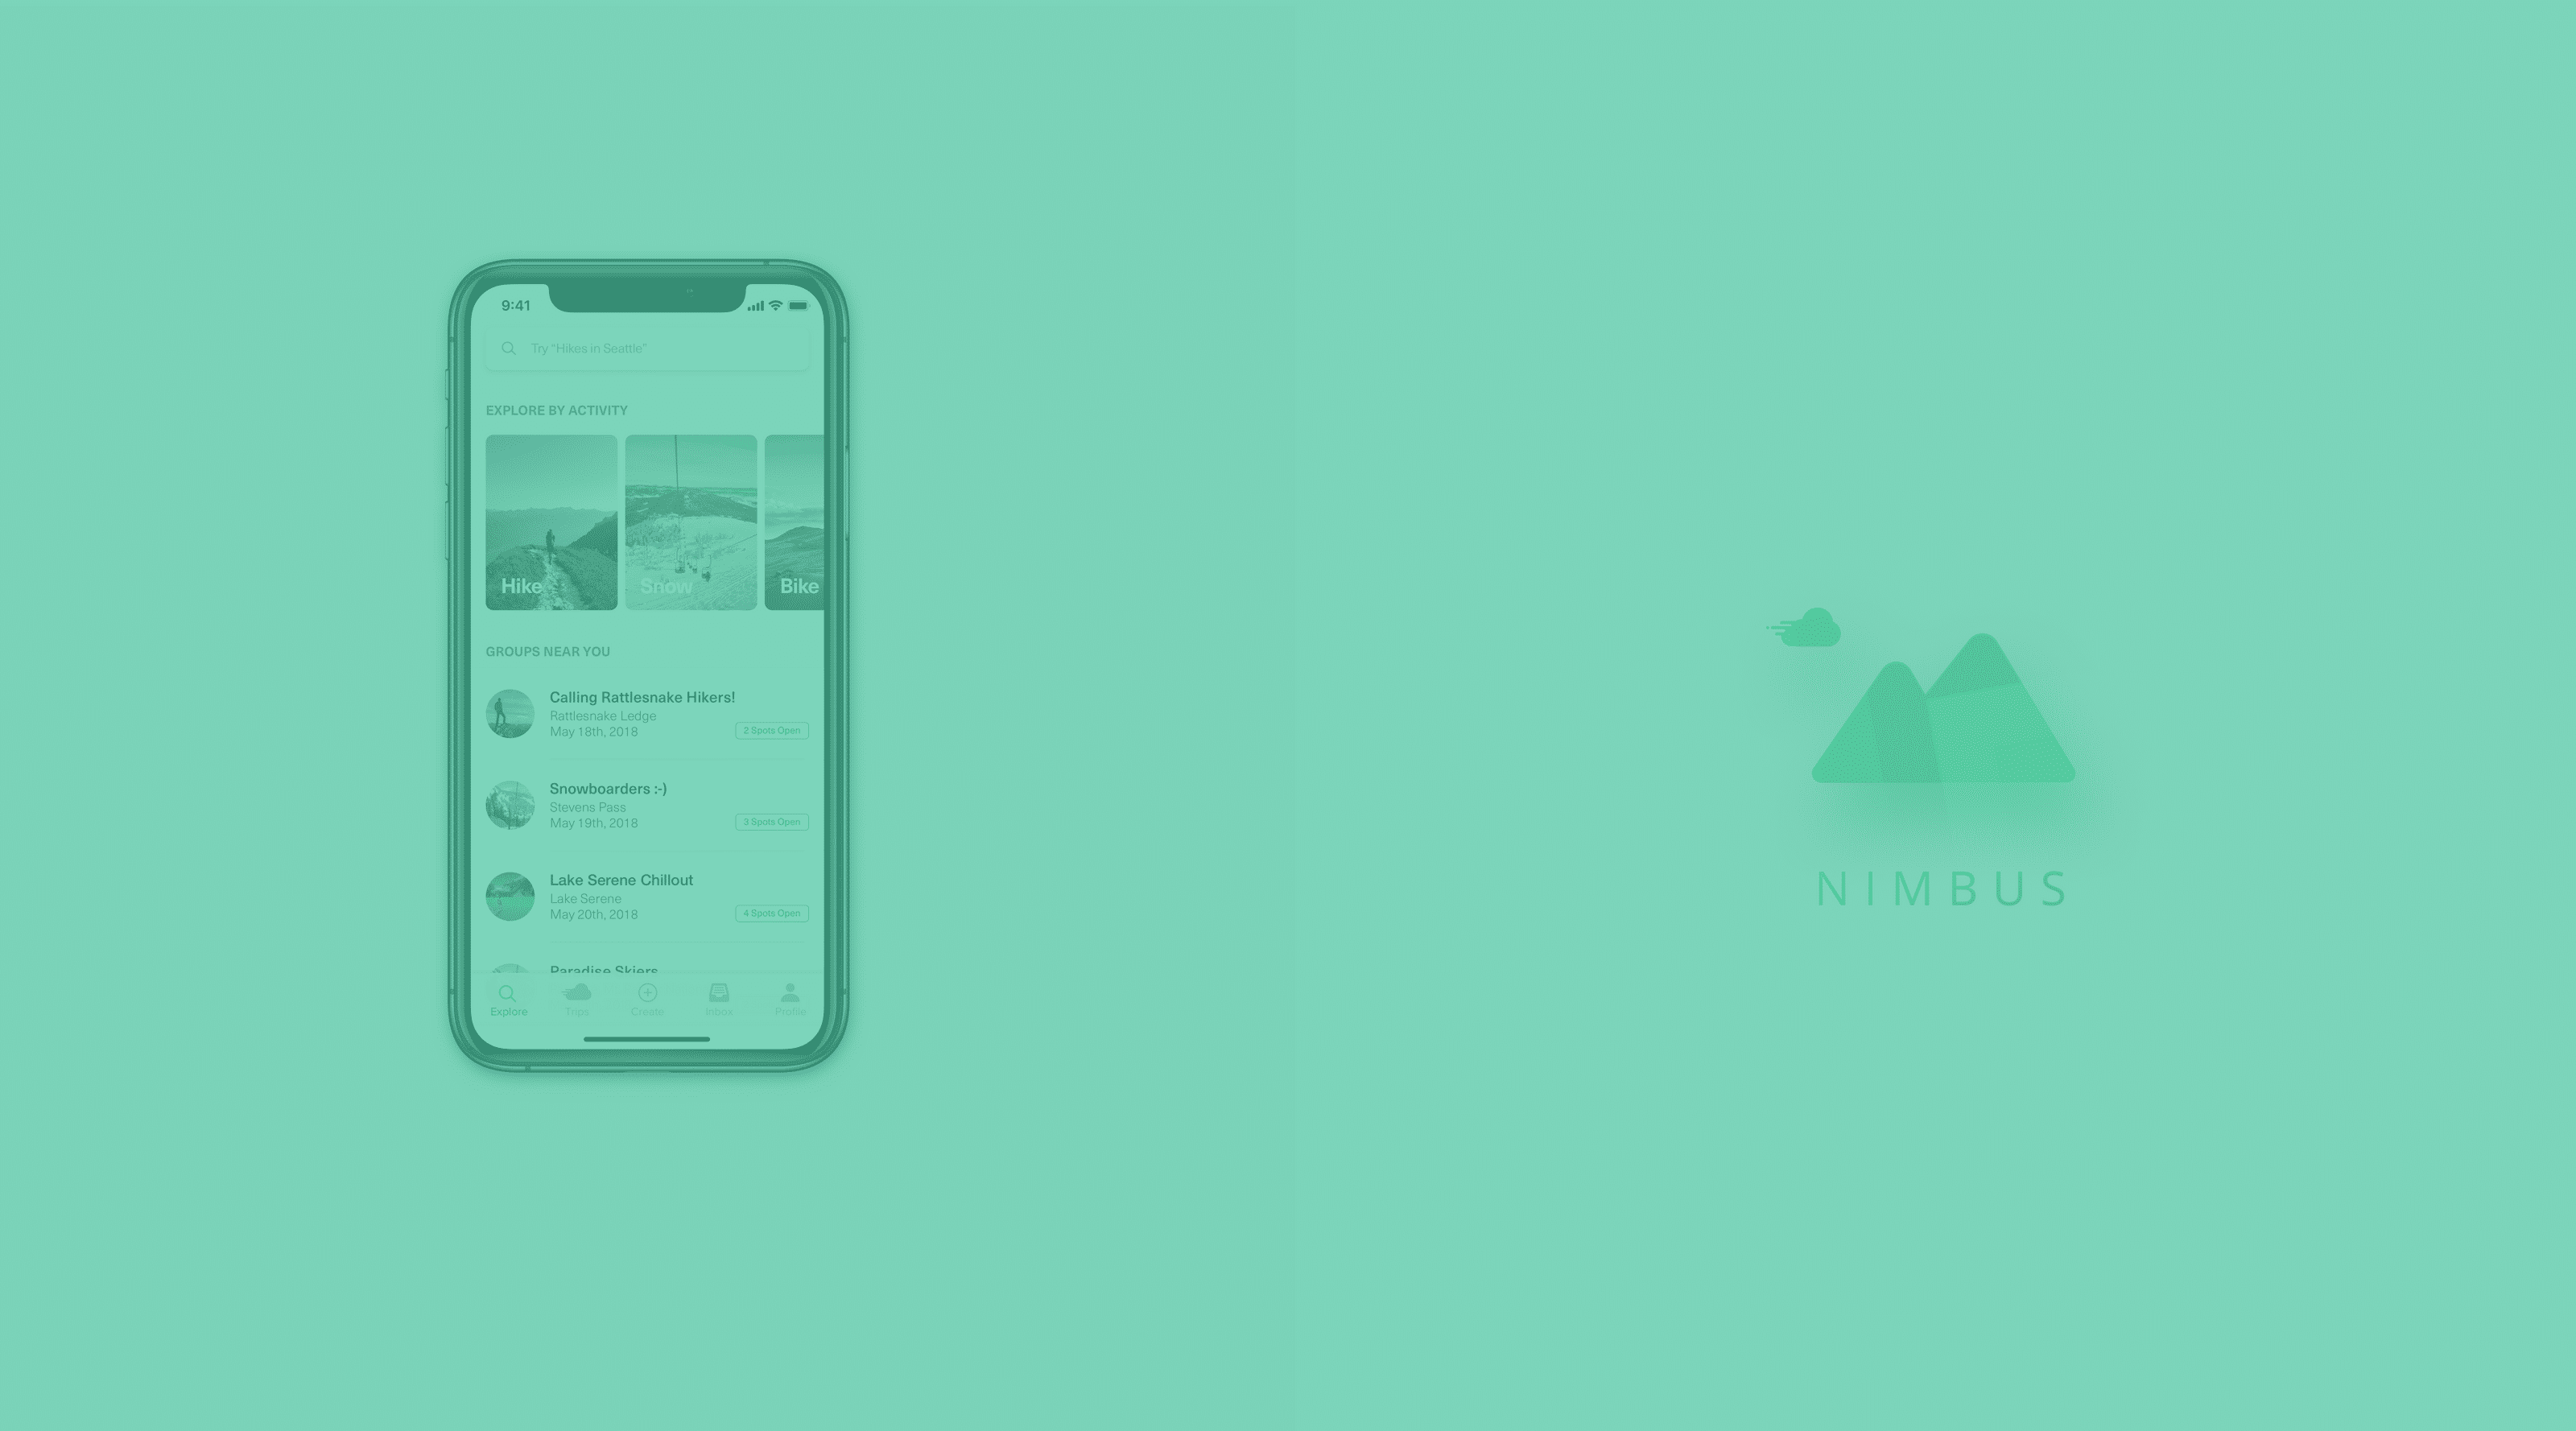 9:41
Try “Hikes in Seattle”
EXPLORE BY ACTIVITY
Hike
Snow
Bike
GROUPS NEAR YOU
Calling Rattlesnake Hikers!
Rattlesnake Ledge
May 18th, 2018
2 Spots Open
Snowboarders :-)
Stevens Pass
May 19th, 2018
3 Spots Open
Lake Serene Chillout
Lake Serene
May 20th, 2018
4 Spots Open
Paradise Skiers
Explore
Trips
Create
Inbox
Profile
NIMBUS